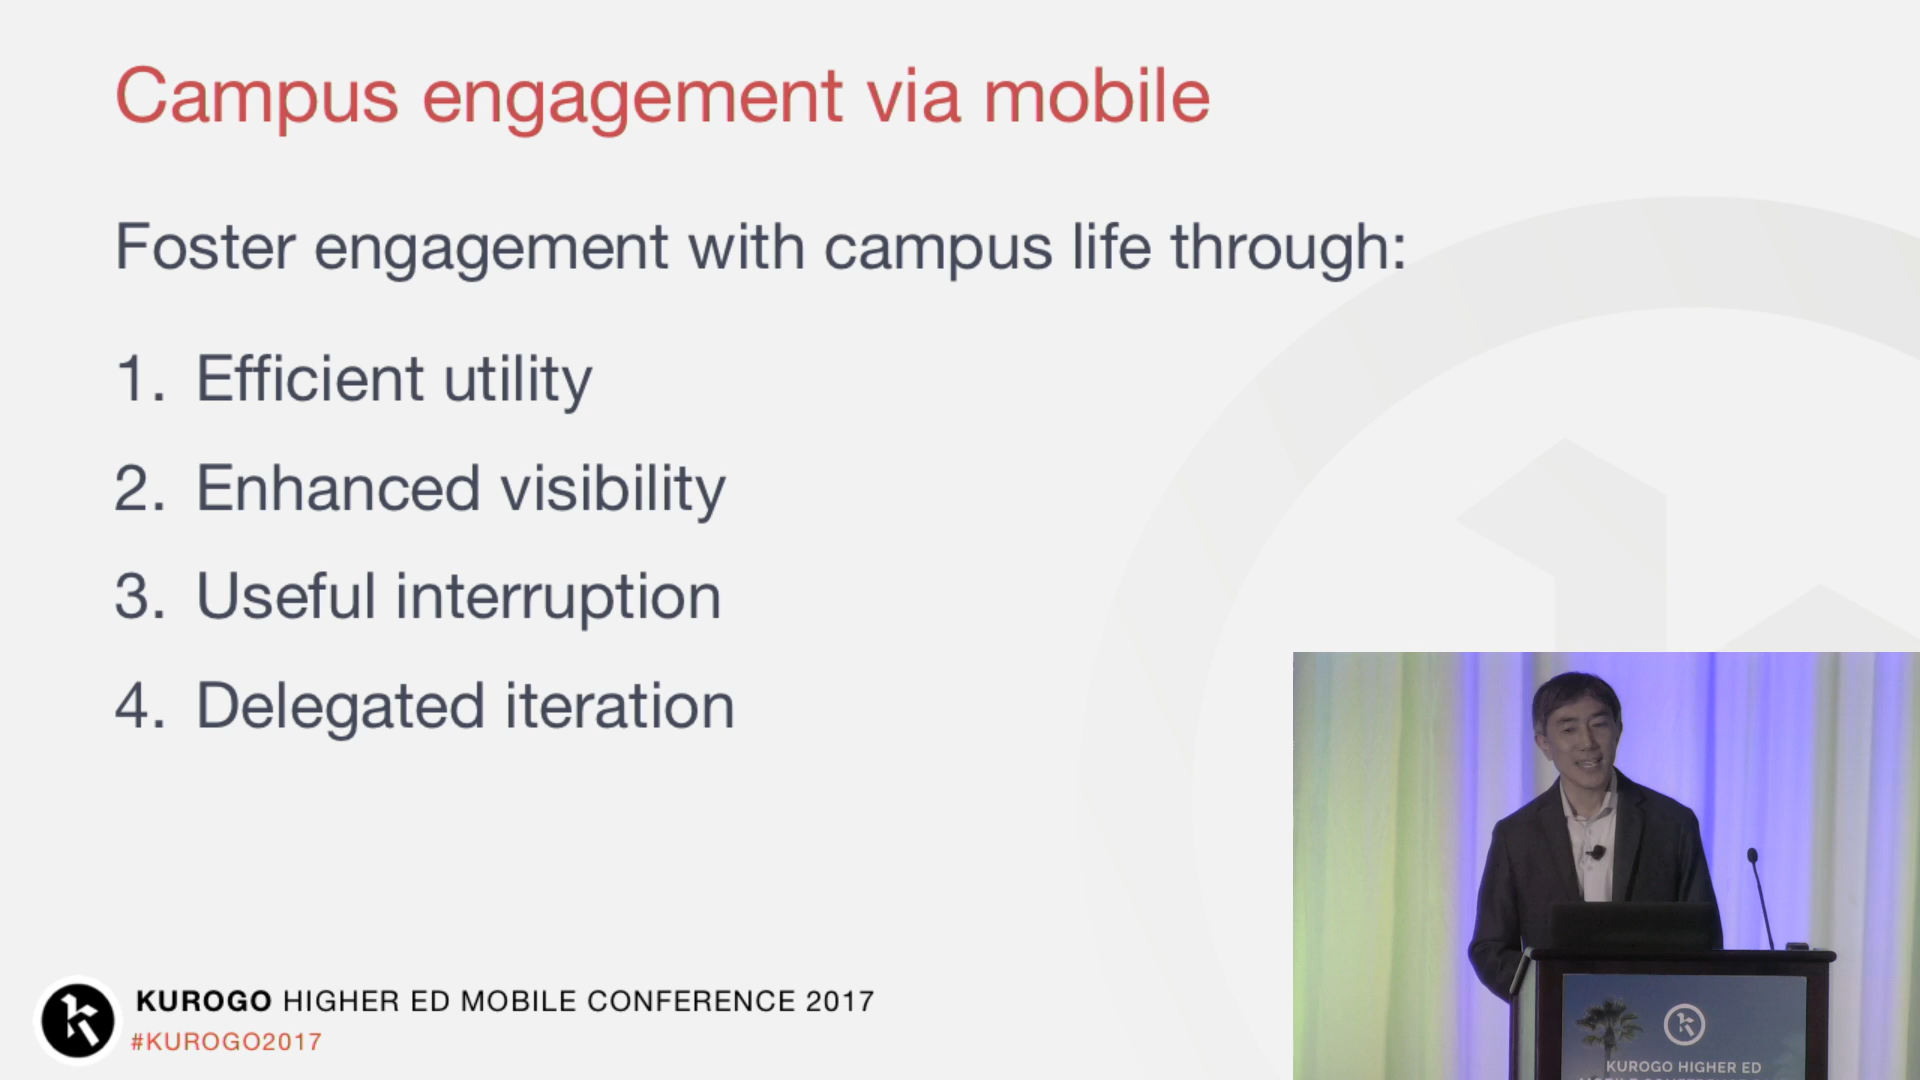 Campus engagement via mobile
Foster engagement with campus life through:
1. Efficient utility
2. Enhanced visibility
3. Useful interruption
4. Delegated iteration
KUROGO HIGHER ED MOBILE CONFERENCE 2017
#KUROGO2017
KUROGO HIGHER ED